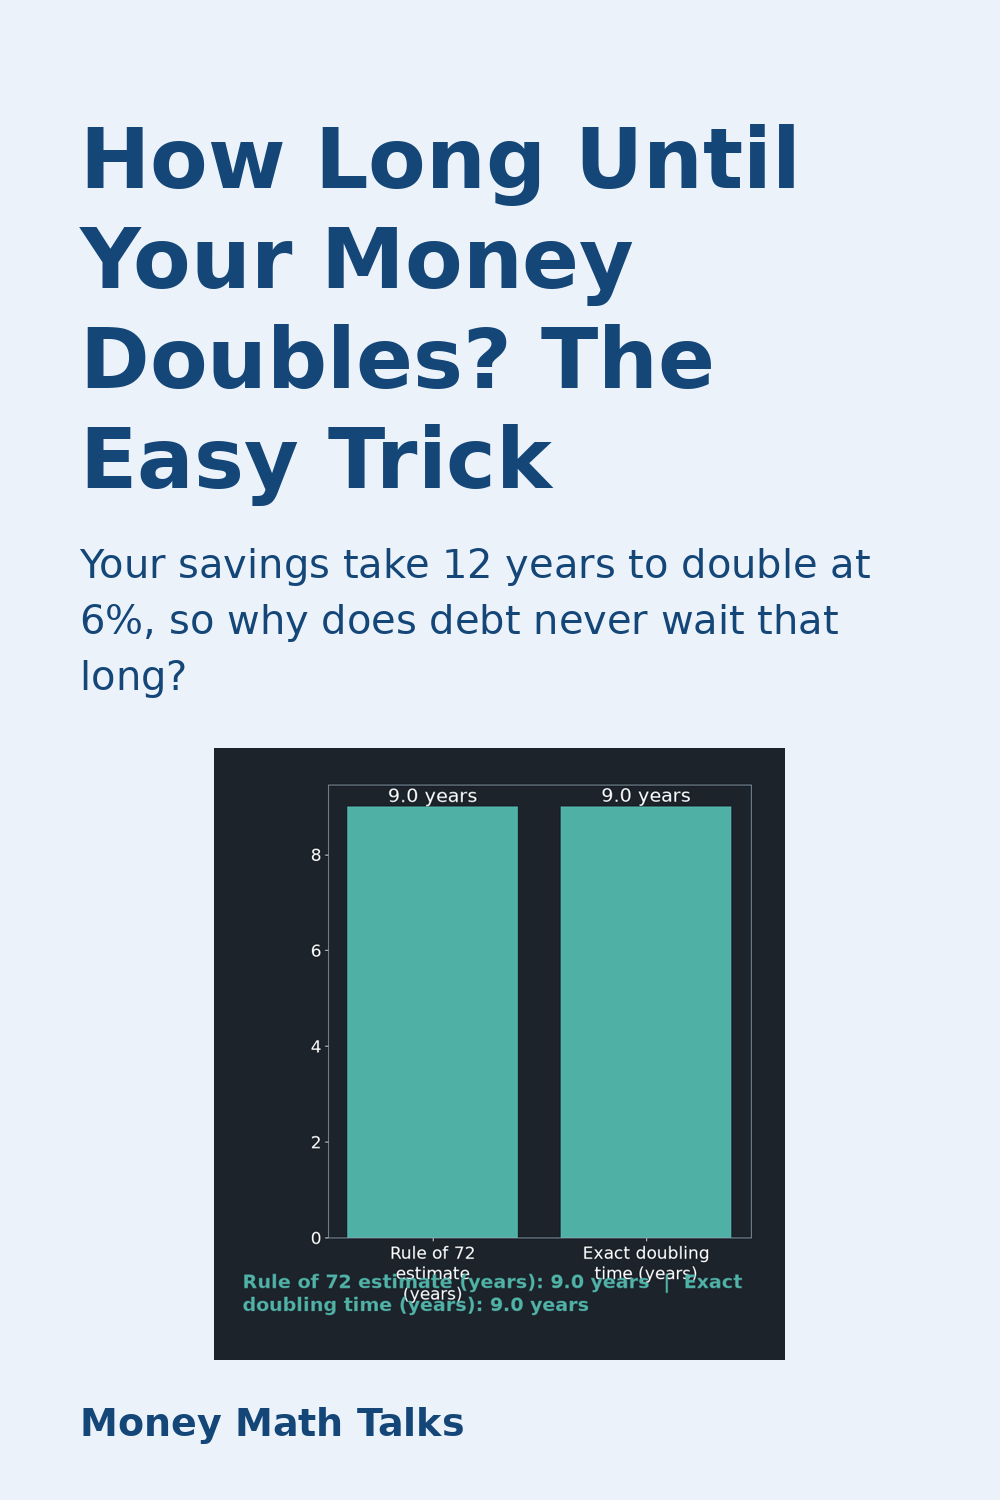 How Long Until
Your Money
Doubles? The
Easy Trick
Your savings take 12 years to double at
6%, so why does debt never wait that
long?
9.0 years
9.0 years
8
6
4
2
0
Rule of 72
estimate
(years)
Exact doubling
time (years)
Rule of 72 estimate (years): 9.0 years | Exact
doubling time (years): 9.0 years
Money Math Talks